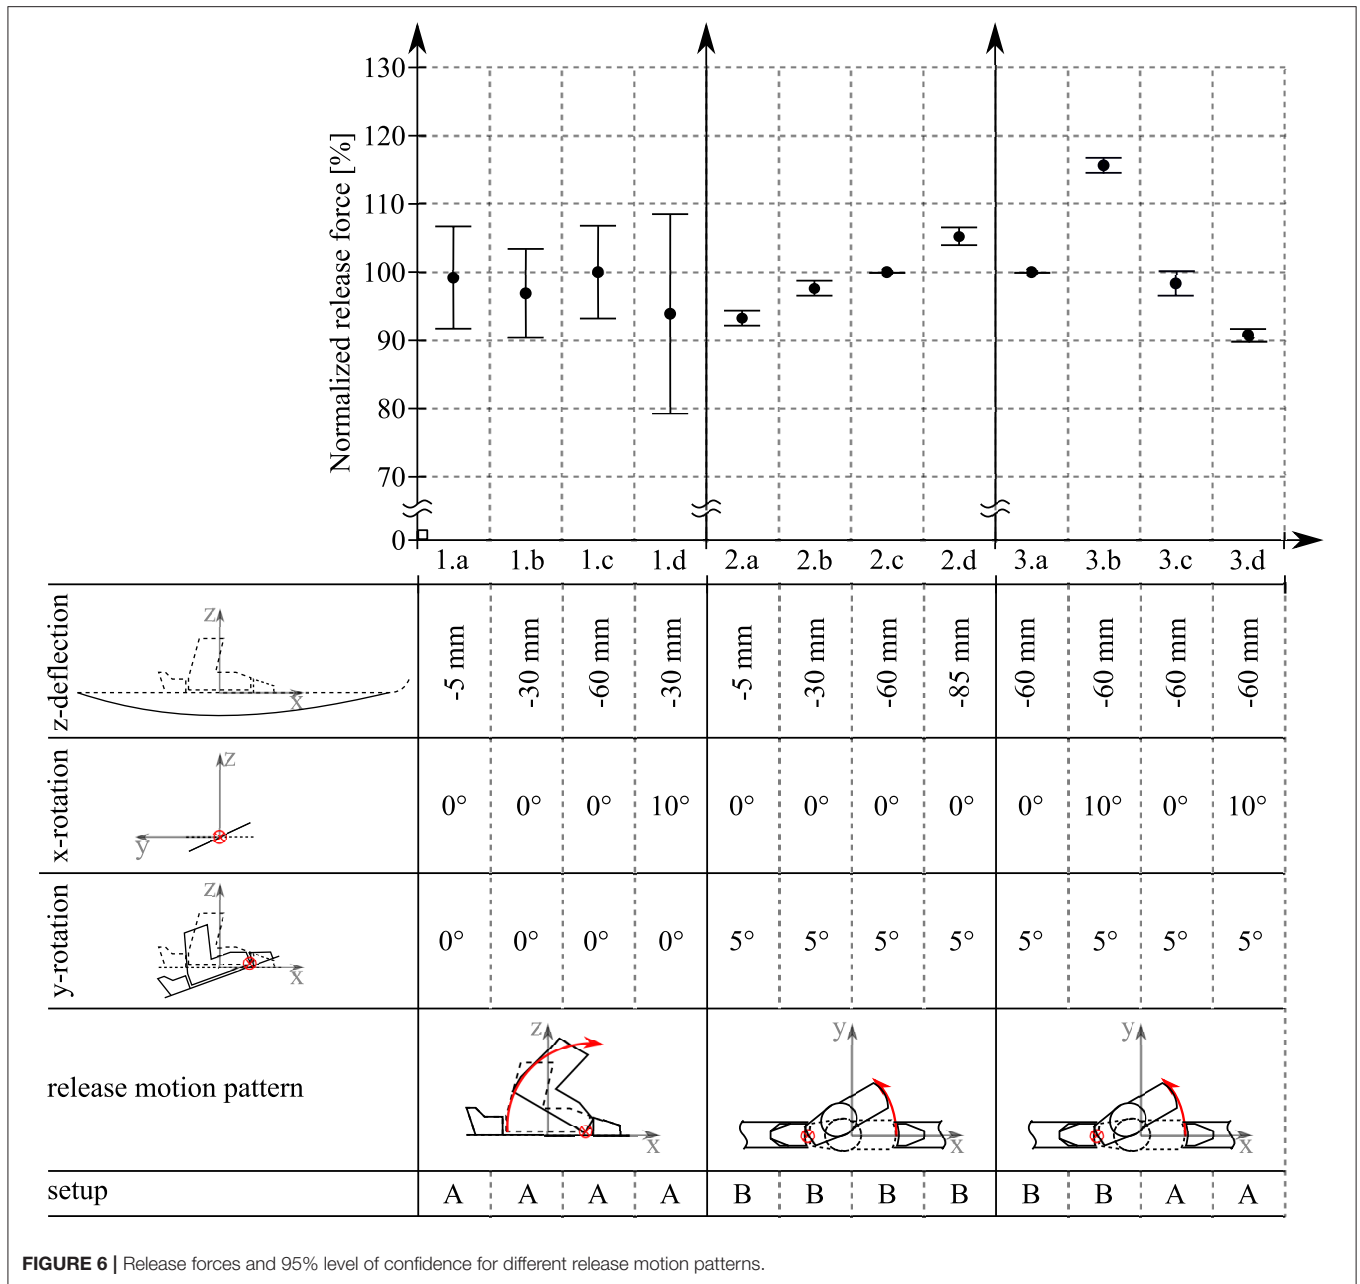 Normalized release force [%]
130
120
110
100
90
80
70
0
1.a 1.b 1.c 1.d 2.a 2.b 2.c 2.d 3.a 3.b 3.c 3.d
z-deflection z x -5 mm -30 mm -60 mm -30 mm -5 mm -30 mm -60 mm -85 mm -60 mm -60 mm -60 mm -60 mm
x-rotation z y 0° 0° 0° 10° 0° 0° 0° 0° 0° 10° 0° 10°
y-rotation z x 0° 0° 0° 0° 5° 5° 5° 5° 5° 5° 5° 5°
release motion pattern z x y x y x
setup A A A A B B B B B B A A
FIGURE 6 | Release forces and 95% level of confidence for different release motion patterns.